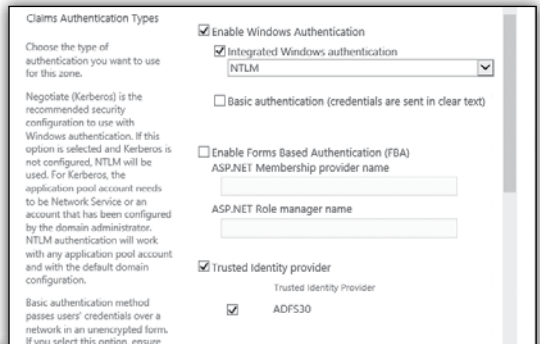 Claims Authentication Types
Choose the type of
authentication you want to use
for this zone.
Negotiate (Kerberos) is the
recommended security
configuration to use with
Windows authentication. If this
option is selected and Kerberos is
not configured, NTLM will be
used. For Kerberos, the
application pool account needs
to be Network Service or an
account that has been configured
by the domain administrator.
NTLM authentication will work
with any application pool account
and with the default domain
configuration.
Basic authentication method
passes users' credentials over a
network in an unencrypted form.
If you select this option, ensure
Enable Windows Authentication
Integrated Windows authentication
NTLM
Basic authentication (credentials are sent in clear text)
Enable Forms Based Authentication (FBA)
ASP.NET Membership provider name
ASP.NET Role manager name
Trusted Identity provider
Trusted Identity Provider
ADFS30